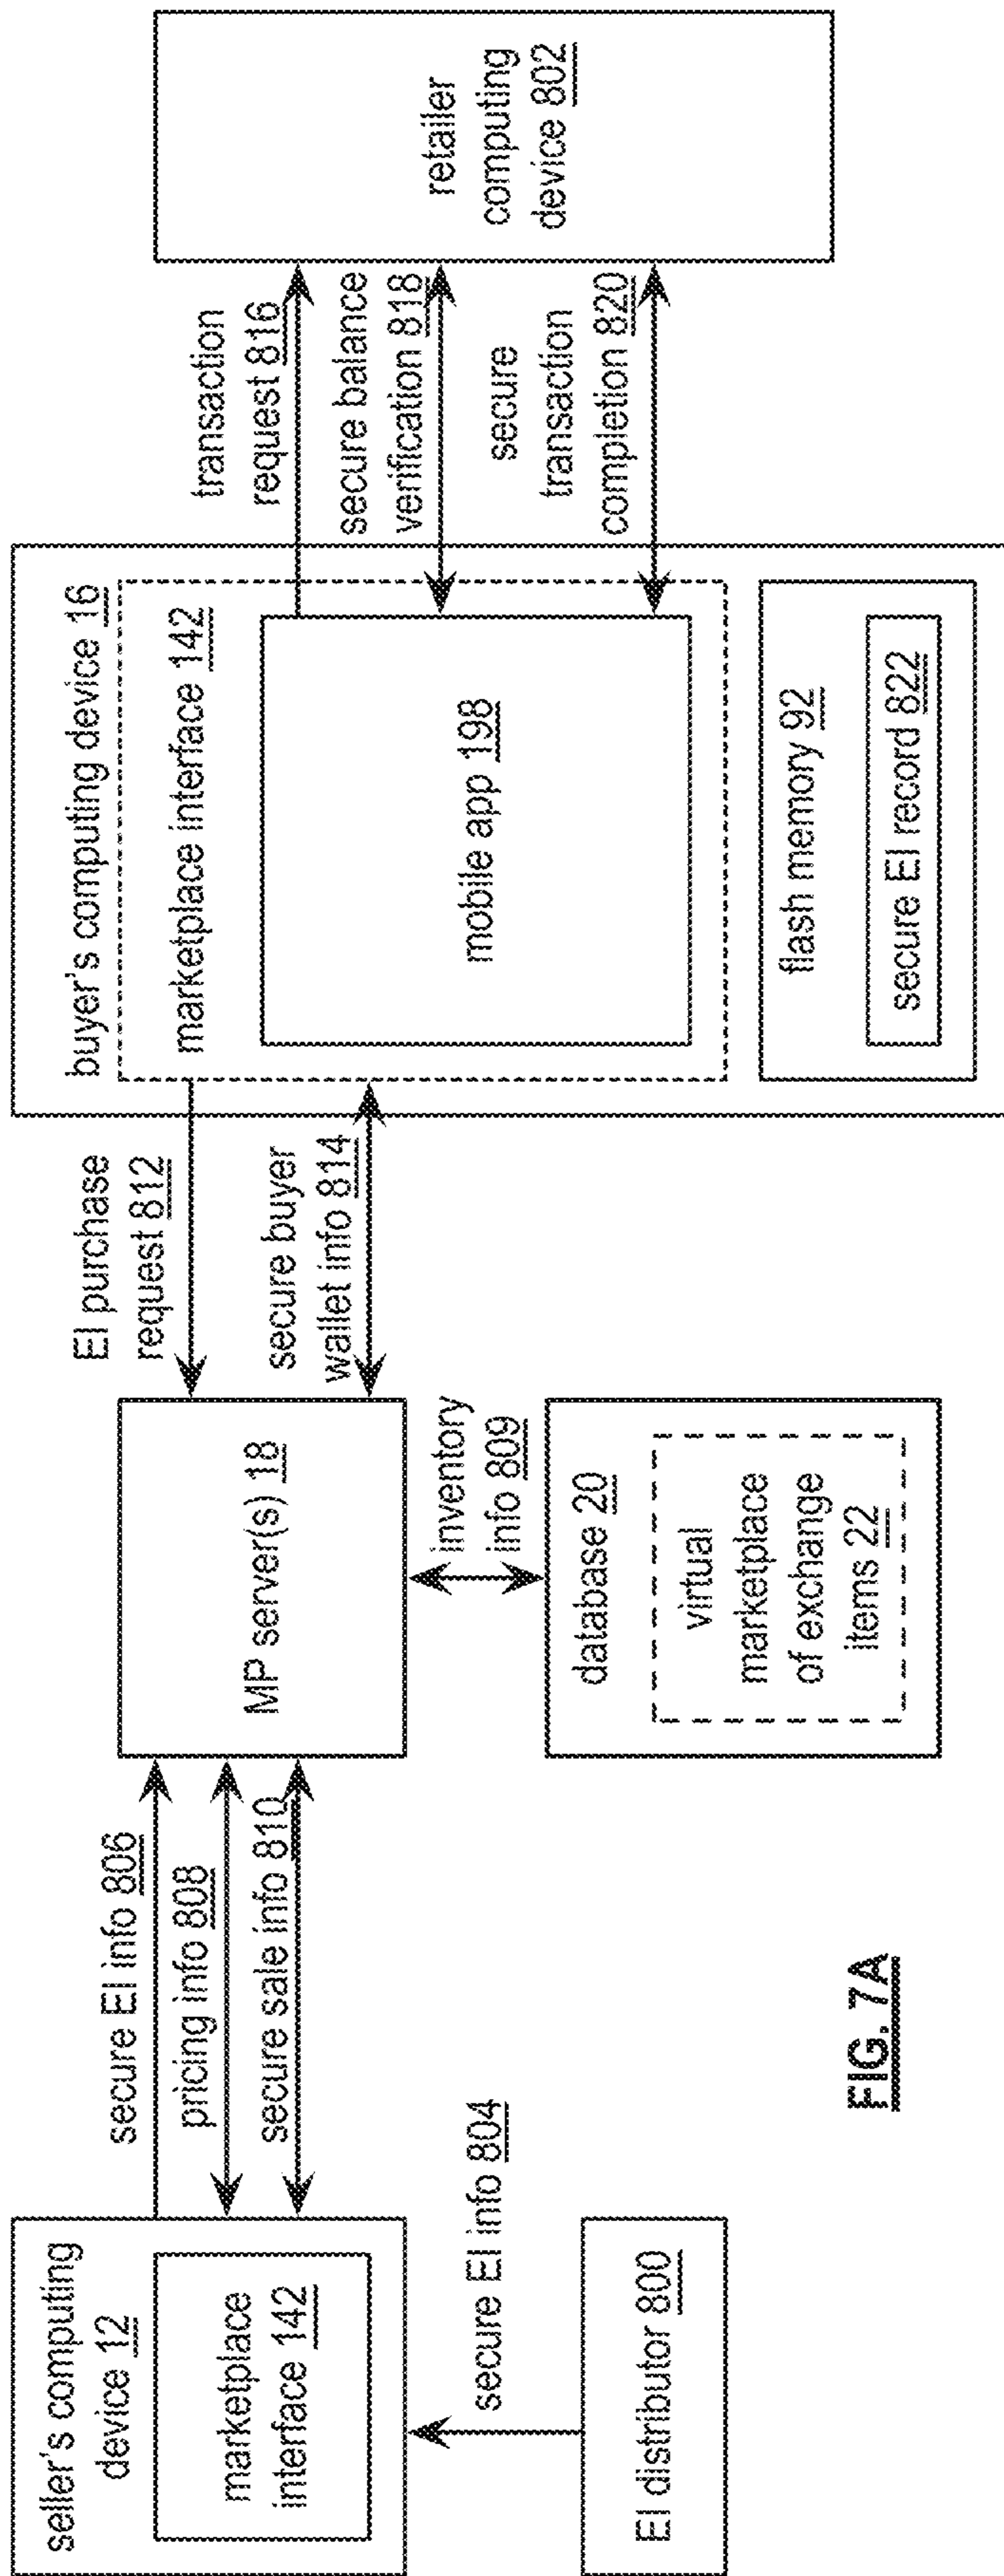 seller's computing
device 12
marketplace
interface 142
secure EI info 804
EI distributor 800
secure EI info 806
pricing info 808
secure sale info 810
MP server(s) 18
inventory
info 809
database 20
virtual
marketplace
of exchange
items 22
EI purchase
request 812
secure buyer
wallet info 814
buyer's computing device 16
marketplace interface 142
mobile app 198
flash memory 92
secure EI record 822
transaction
request 816
secure balance
verification 818
secure
transaction
completion 820
retailer
computing
device 802
FIG. 7A